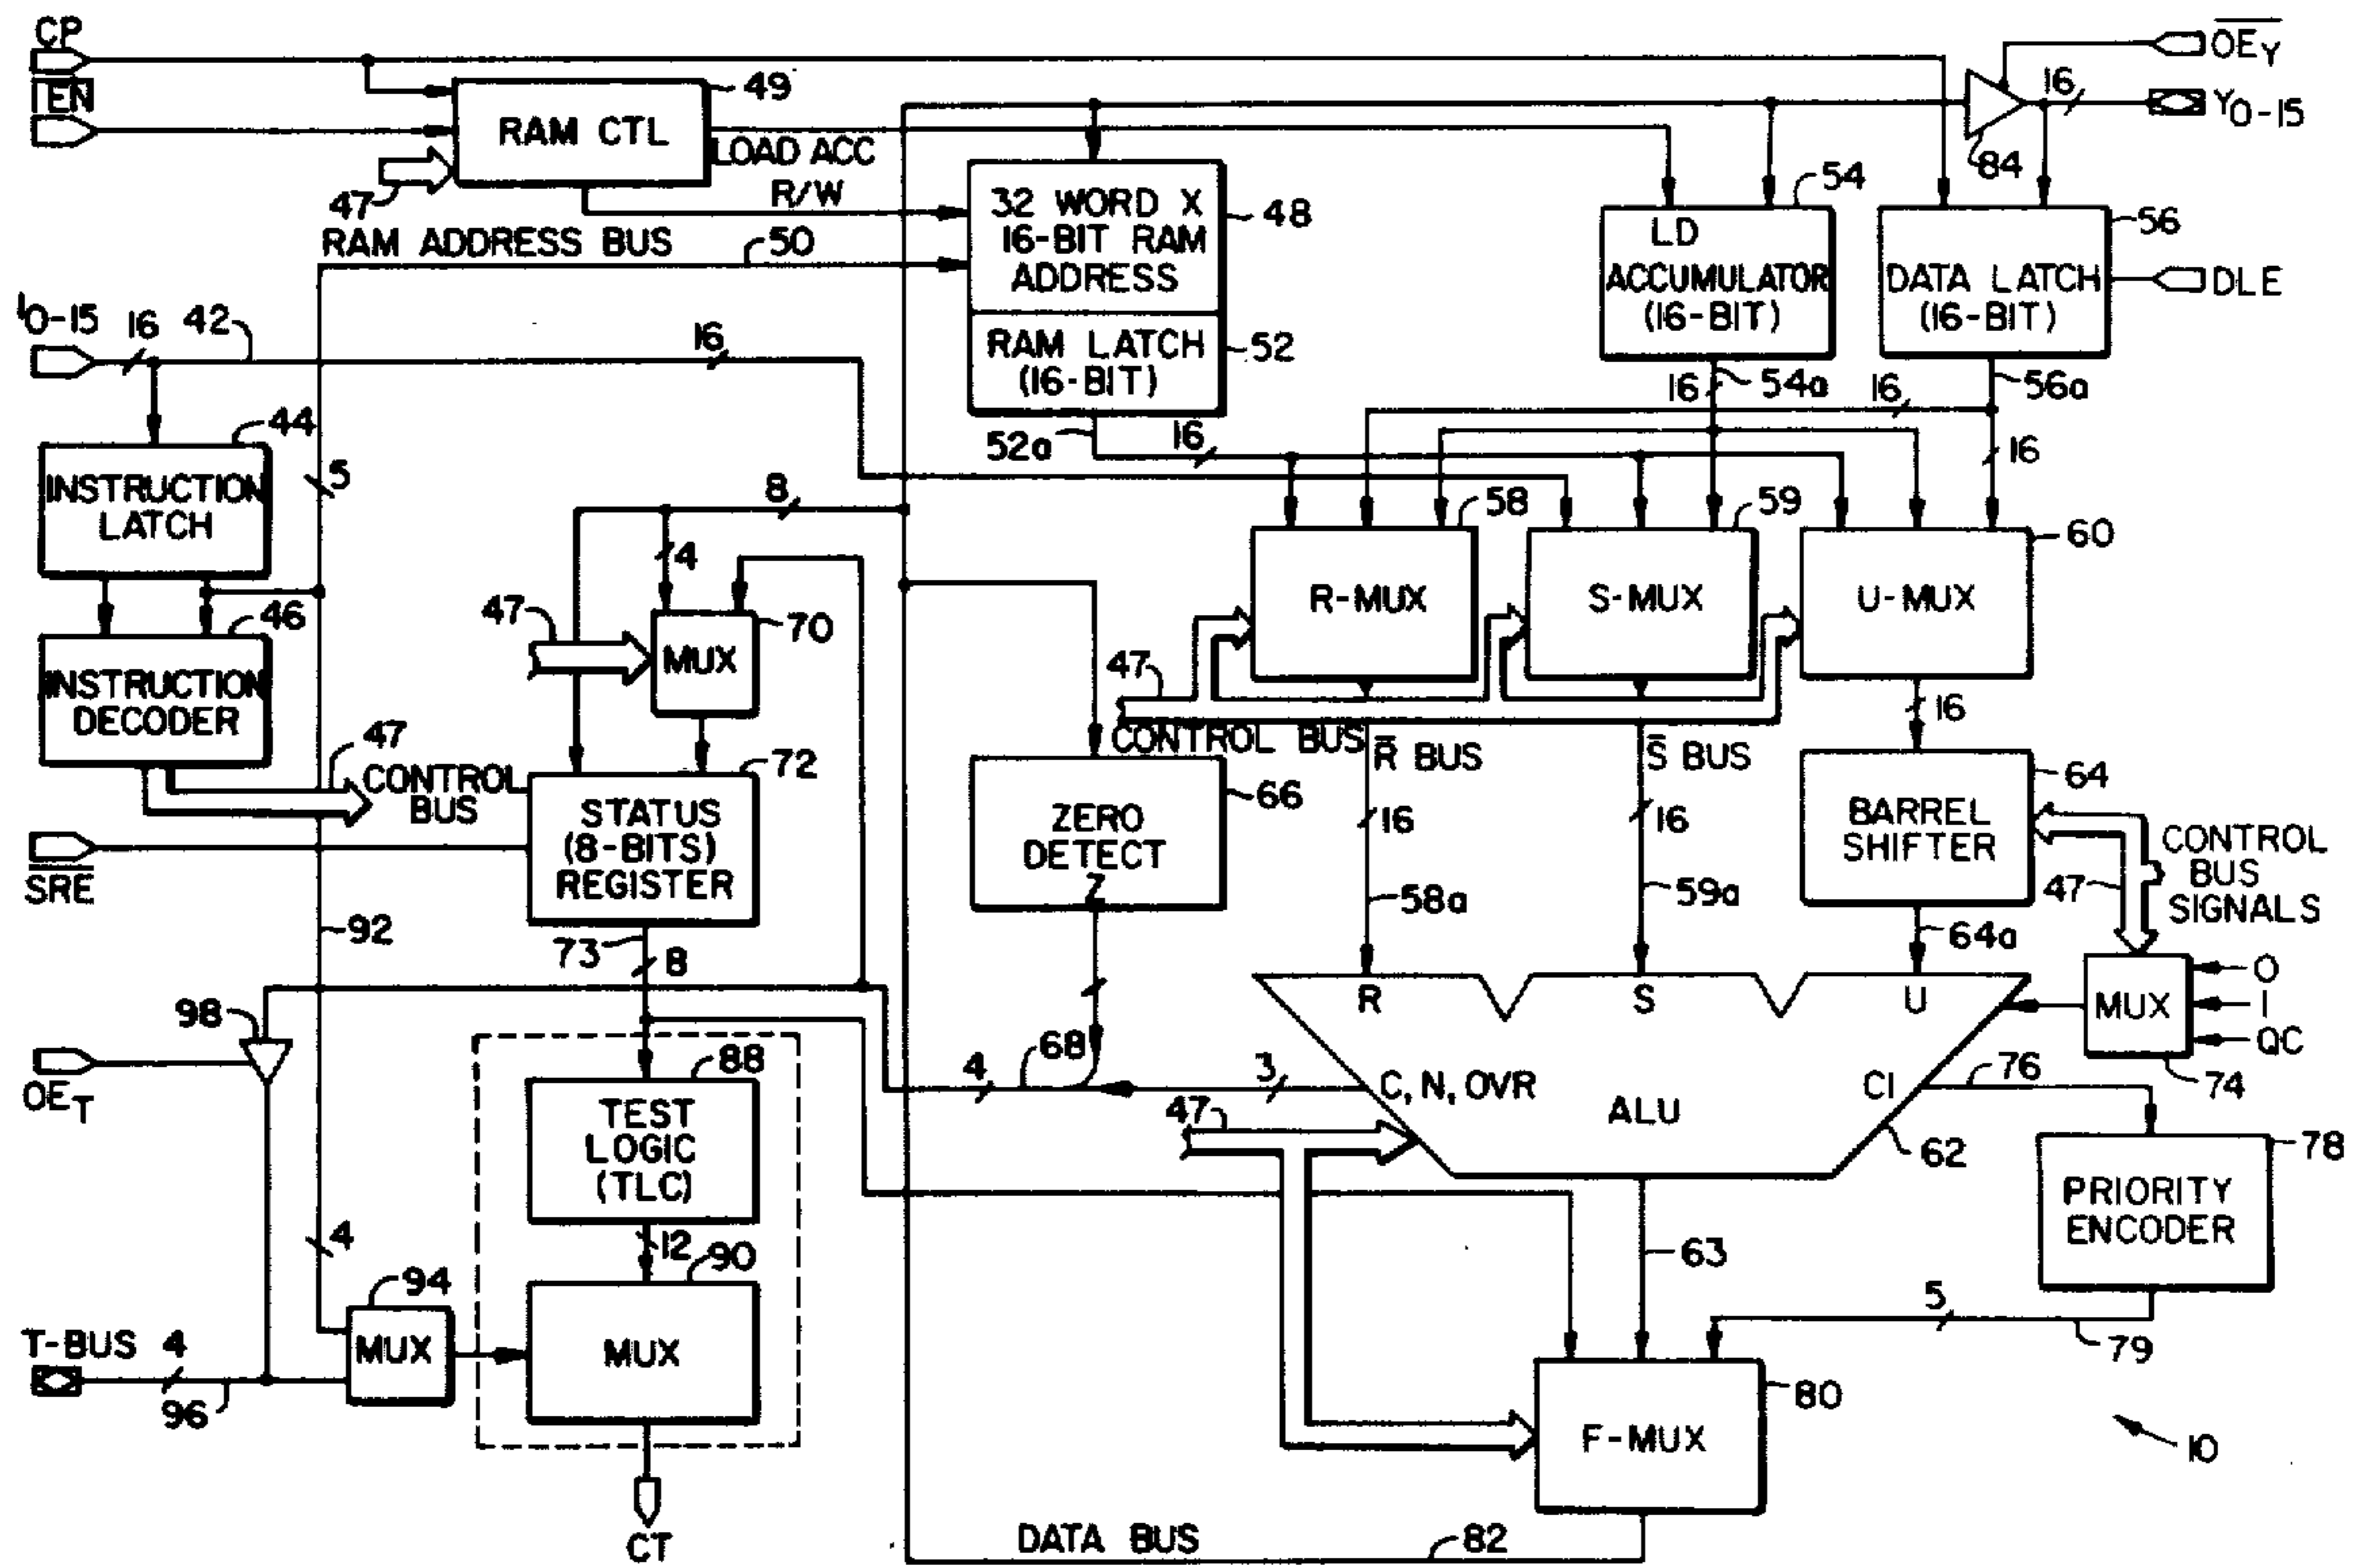 CP
OEY
IEN
49
16
Y0-15
RAM CTL
LOAD ACC
84
47
R/W
32 WORD X
16-BIT RAM
ADDRESS
48
54
56
RAM ADDRESS BUS
50
LD
ACCUMULATOR
(16-BIT)
DATA LATCH
(16-BIT)
DLE
I0-15
16
42
16
RAM LATCH
(16-BIT)
52
16
54a
16
56a
44
52a
16
16
INSTRUCTION
LATCH
5
8
58
59
60
4
46
47
70
MUX
R-MUX
S-MUX
U-MUX
INSTRUCTION
DECODER
47
16
47
CONTROL
BUS
72
CONTROL BUS
R̅ BUS
S̅ BUS
64
STATUS
(8-BITS)
REGISTER
66
ZERO
DETECT
Z
16
16
BARREL
SHIFTER
CONTROL
BUS
SIGNALS
47
SRE
92
73
8
58a
59a
64a
98
R
S
U
MUX
O
I
QC
OET
88
4
68
3
C, N, OVR
CI
76
74
TEST
LOGIC
(TLC)
47
ALU
62
78
PRIORITY
ENCODER
4
12
90
63
94
5
T-BUS 4
MUX
MUX
79
96
80
F-MUX
10
CT
DATA BUS
82